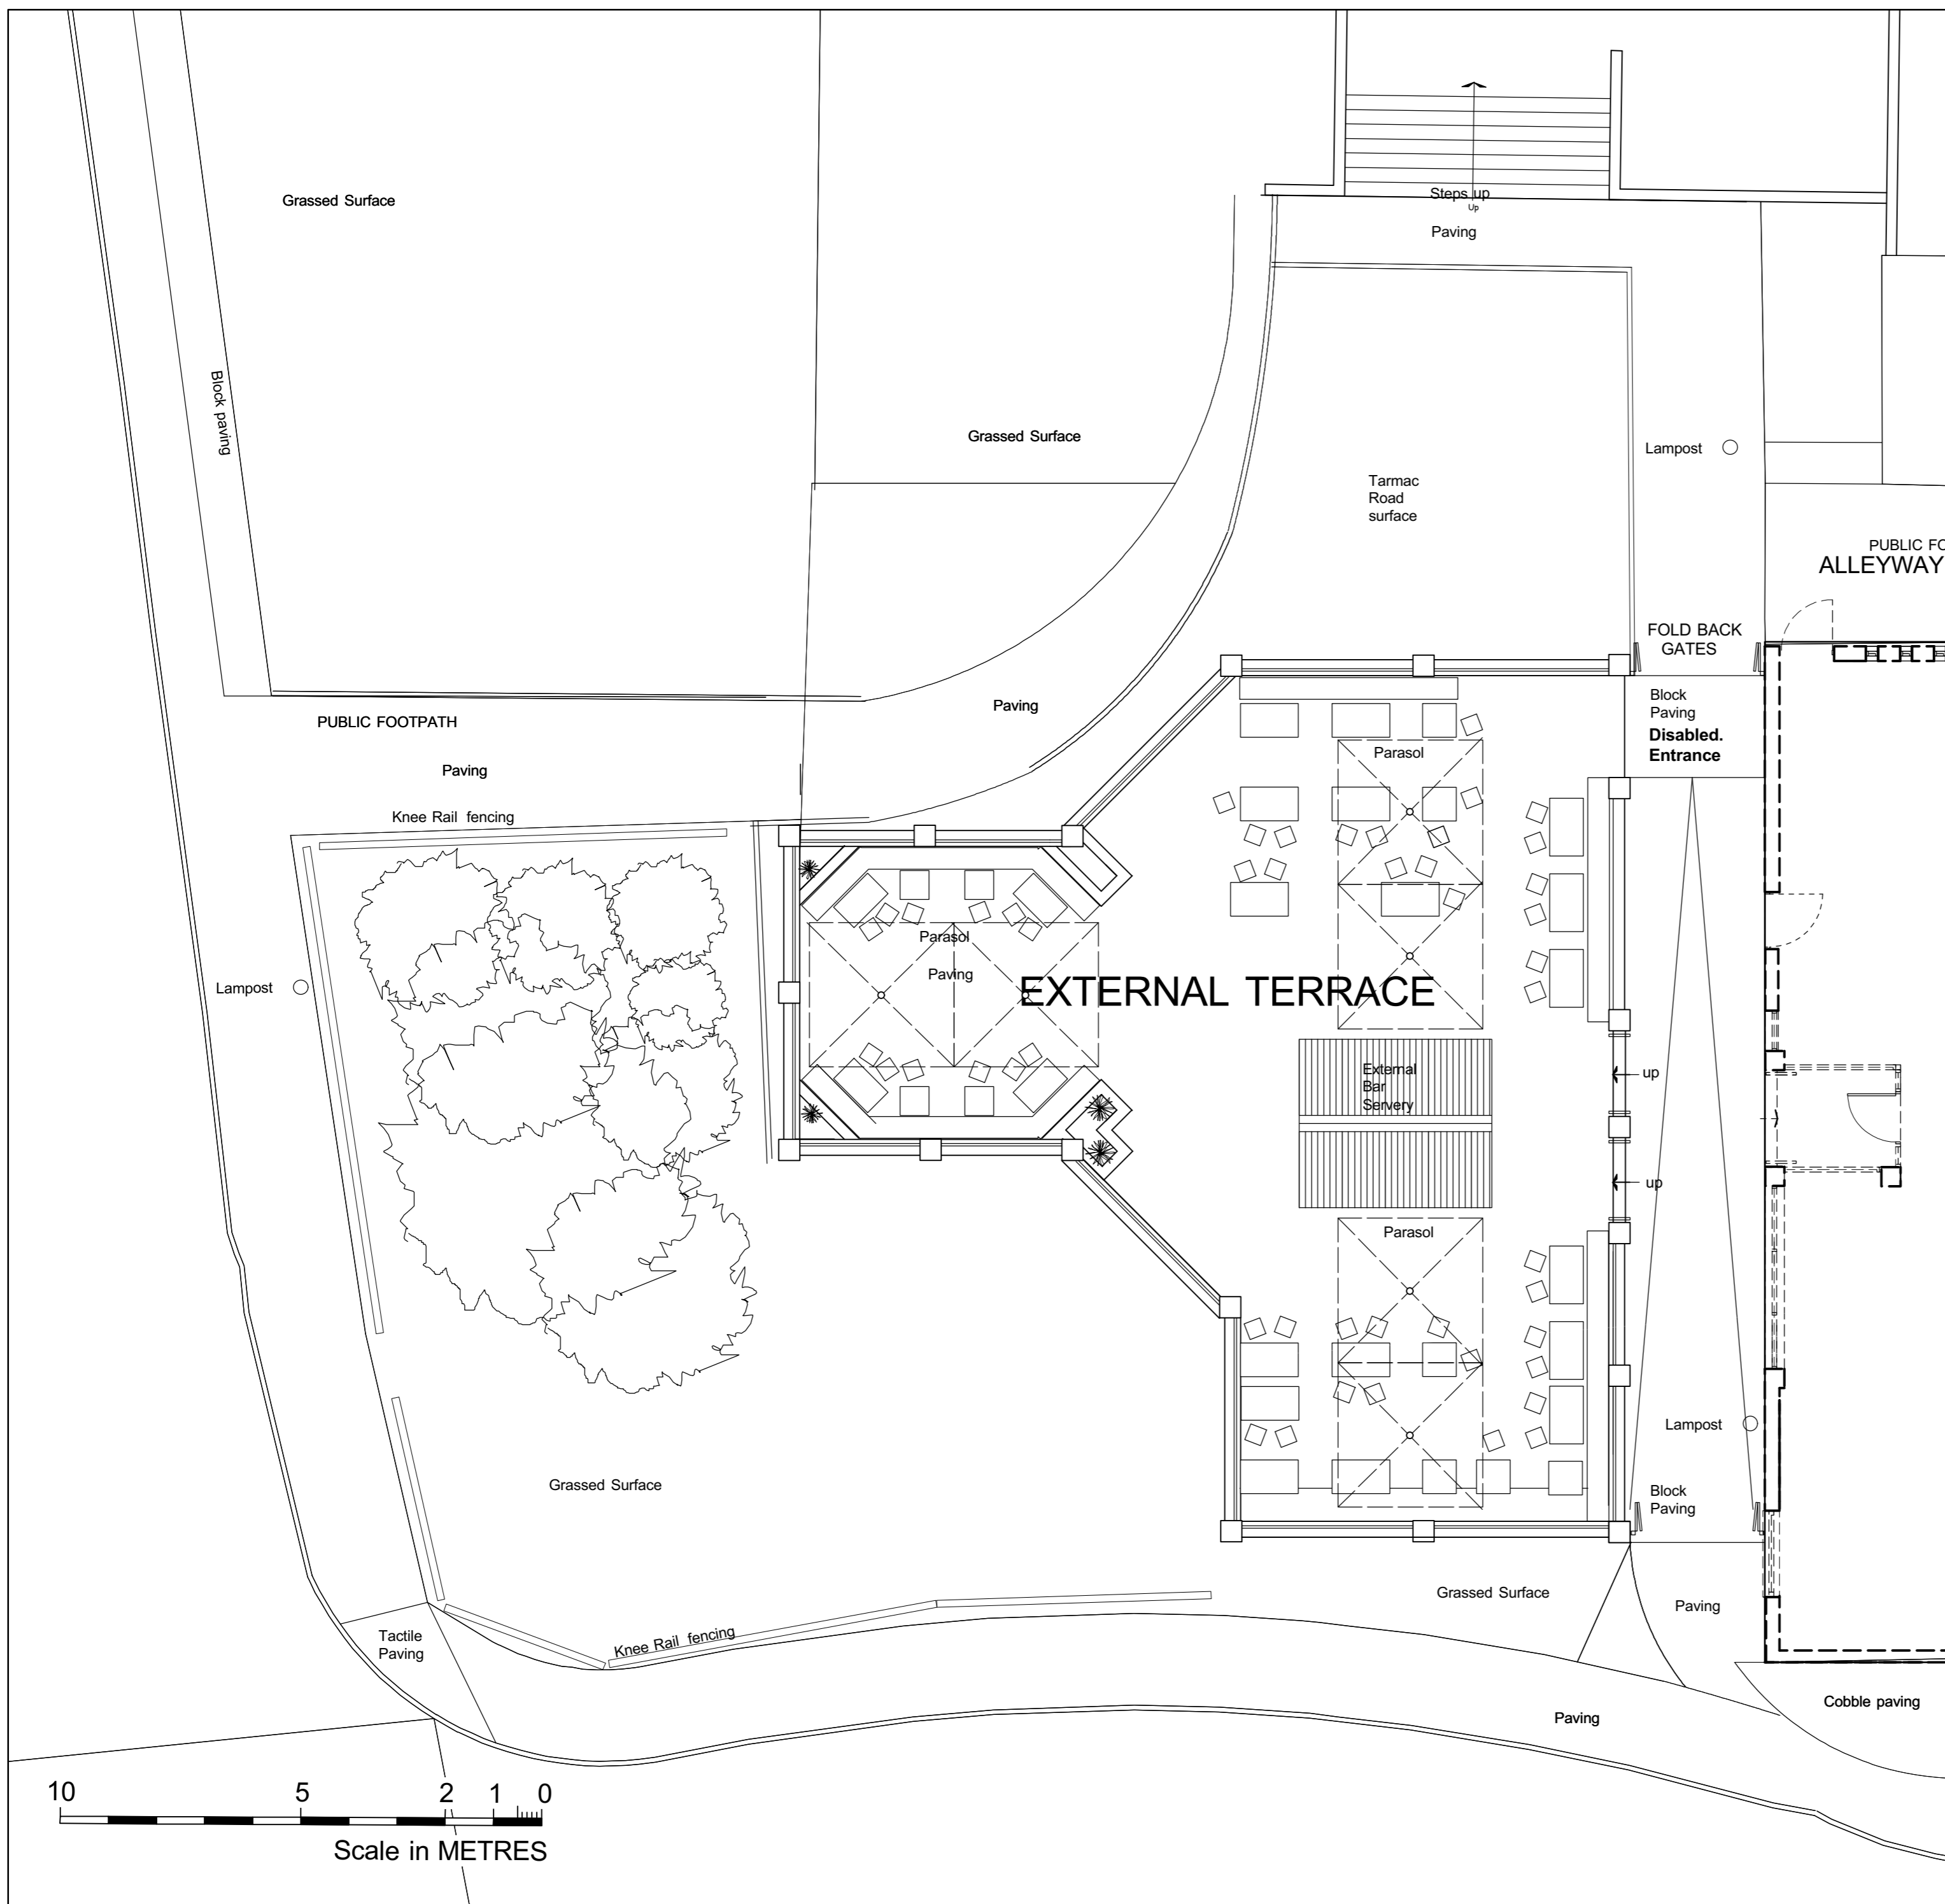 Steps up
Up
Paving
Grassed Surface
Block paving
Grassed Surface
Lampost
Tarmac
Road
surface
PUBLIC FO
ALLEYWAY
FOLD BACK
GATES
Block
Paving
Disabled.
Entrance
PUBLIC FOOTPATH
Paving
Paving
Parasol
Knee Rail fencing
Parasol
Paving
EXTERNAL TERRACE
Lampost
External
Bar
Servery
up
up
Parasol
Lampost
Grassed Surface
Block
Paving
Grassed Surface
Paving
Tactile
Paving
Knee Rail fencing
Cobble paving
Paving
10 5 2 1 0
Scale in METRES